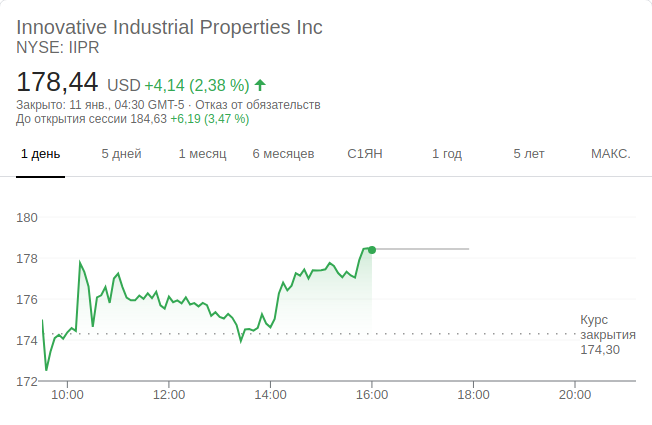 Innovative Industrial Properties Inc
NYSE: IIPR
178,44 USD +4,14 (2,38 %)
Закрыто: 11 янв., 04:30 GMT-5 · Отказ от обязательств
До открытия сессии 184,63 +6,19 (3,47 %)
1 день 5 дней 1 месяц 6 месяцев С1ЯН 1 год 5 лет МАКС.
180
178
176
174
172
Курс
закрытия
174,30
10:00 12:00 14:00 16:00 18:00 20:00